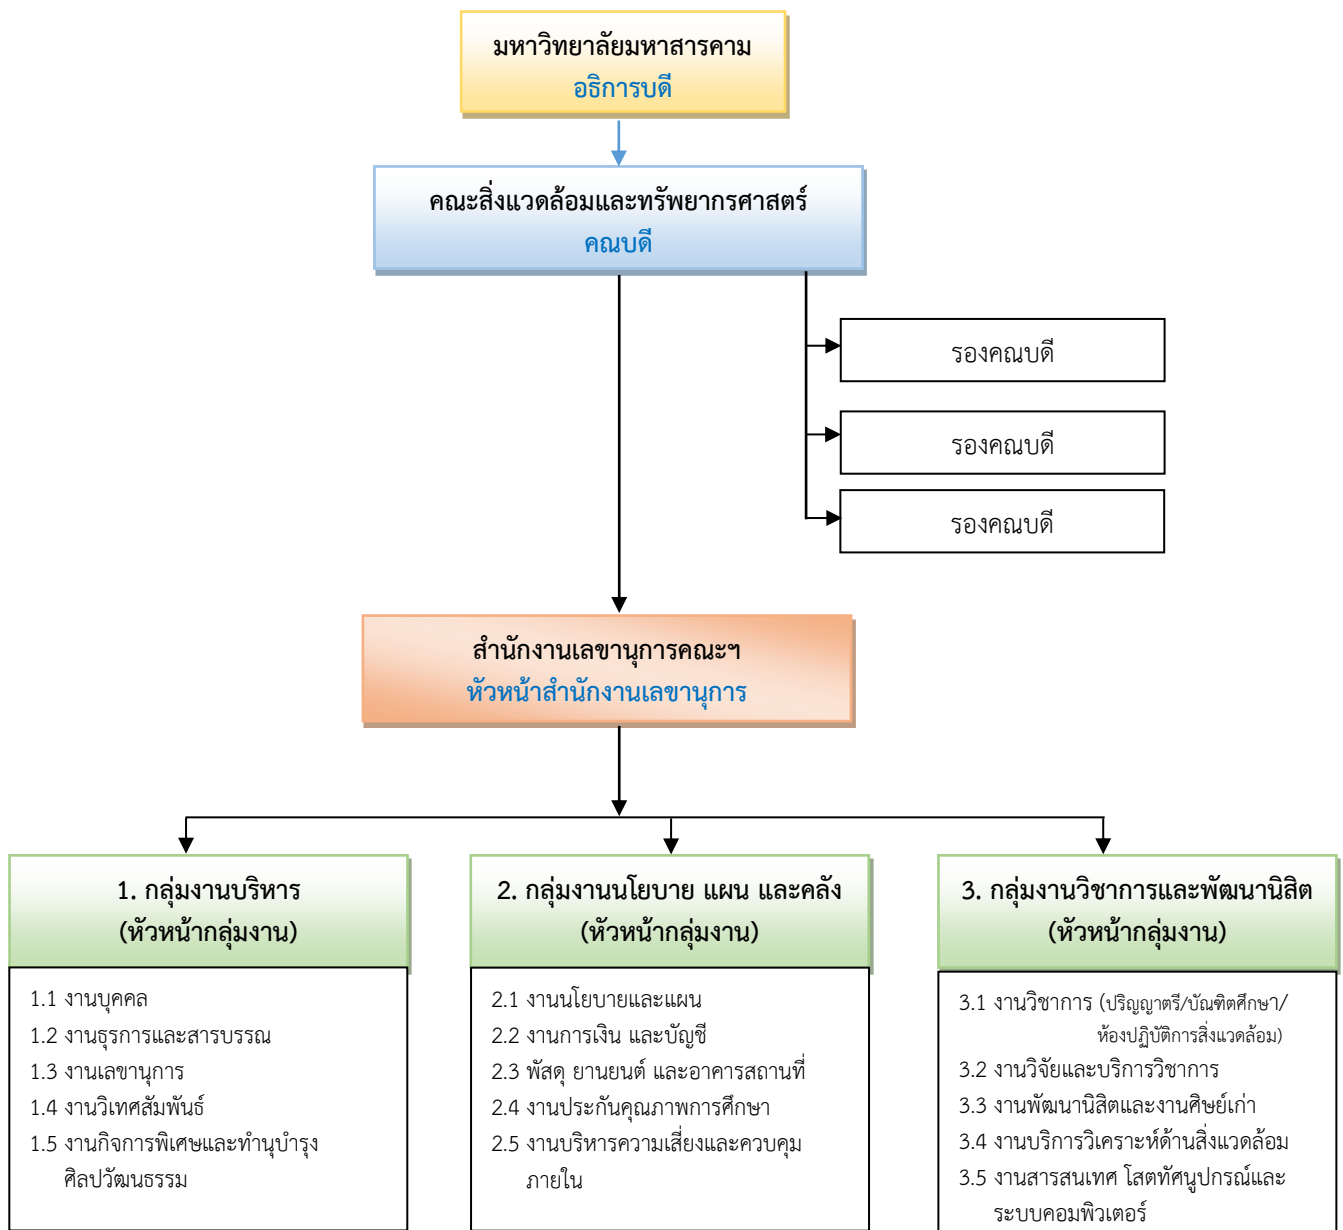 มหาวิทยาลัยมหาสารคาม
อธิการบดี
คณะสิ่งแวดล้อมและทรัพยากรศาสตร์
คณบดี
รองคณบดี
รองคณบดี
รองคณบดี
สำนักงานเลขานุการคณะฯ
หัวหน้าสำนักงานเลขานุการ
1. กลุ่มงานบริหาร
(หัวหน้ากลุ่มงาน)
1.1 งานบุคคล
1.2 งานธุรการและสารบรรณ
1.3 งานเลขานุการ
1.4 งานวิเทศสัมพันธ์
1.5 งานกิจการพิเศษและทำนุบำรุง
ศิลปวัฒนธรรม
2. กลุ่มงานนโยบาย แผน และคลัง
(หัวหน้ากลุ่มงาน)
2.1 งานนโยบายและแผน
2.2 งานการเงิน และบัญชี
2.3 พัสดุ ยานยนต์ และอาคารสถานที่
2.4 งานประกันคุณภาพการศึกษา
2.5 งานบริหารความเสี่ยงและควบคุม
ภายใน
3. กลุ่มงานวิชาการและพัฒนานิสิต
(หัวหน้ากลุ่มงาน)
3.1 งานวิชาการ (ปริญญาตรี/บัณฑิตศึกษา/
ห้องปฏิบัติการสิ่งแวดล้อม)
3.2 งานวิจัยและบริการวิชาการ
3.3 งานพัฒนานิสิตและงานศิษย์เก่า
3.4 งานบริการวิเคราะห์ด้านสิ่งแวดล้อม
3.5 งานสารสนเทศ โสตทัศนูปกรณ์และ
ระบบคอมพิวเตอร์